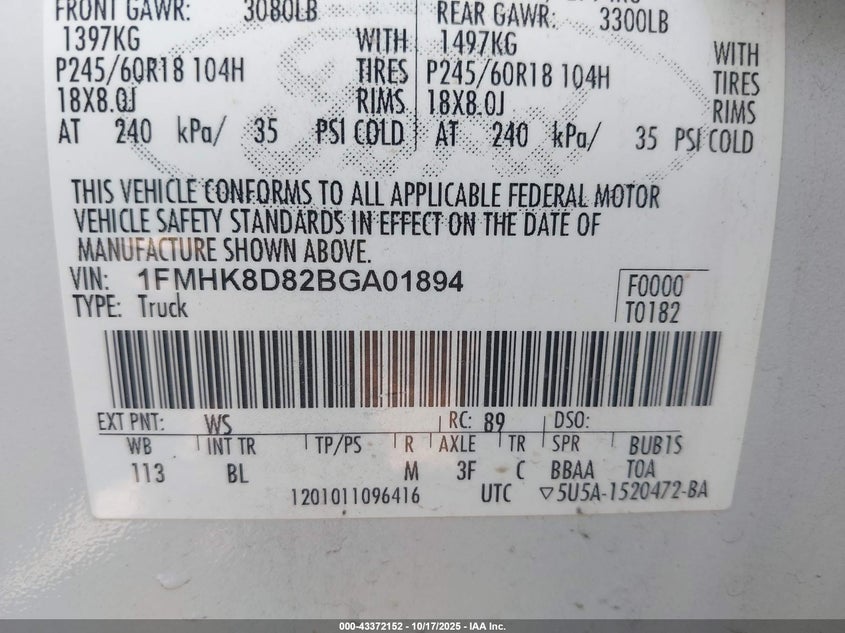 FRONT GAWR: 3080LB
REAR GAWR: 3300LB
1397KG WITH
1497KG WITH
P245/60R18 104H TIRES
P245/60R18 104H TIRES
18X8.0J RIMS
18X8.0J RIMS
AT 240 kPa/ 35 PSI COLD
AT 240 kPa/ 35 PSI COLD
THIS VEHICLE CONFORMS TO ALL APPLICABLE FEDERAL MOTOR
VEHICLE SAFETY STANDARDS IN EFFECT ON THE DATE OF
MANUFACTURE SHOWN ABOVE.
VIN: 1FMHK8D82BGA01894
F0000
TYPE: Truck
T0182
EXT PNT: WS RC: 89 DSO:
WB INT TR TP/PS R AXLE TR SPR BUB1S
113 BL M 3F C BBAA TOA
1201011096416 UTC ▽5U5A-1520472-BA
000-43372152 | 10/17/2025 - IAA Inc.